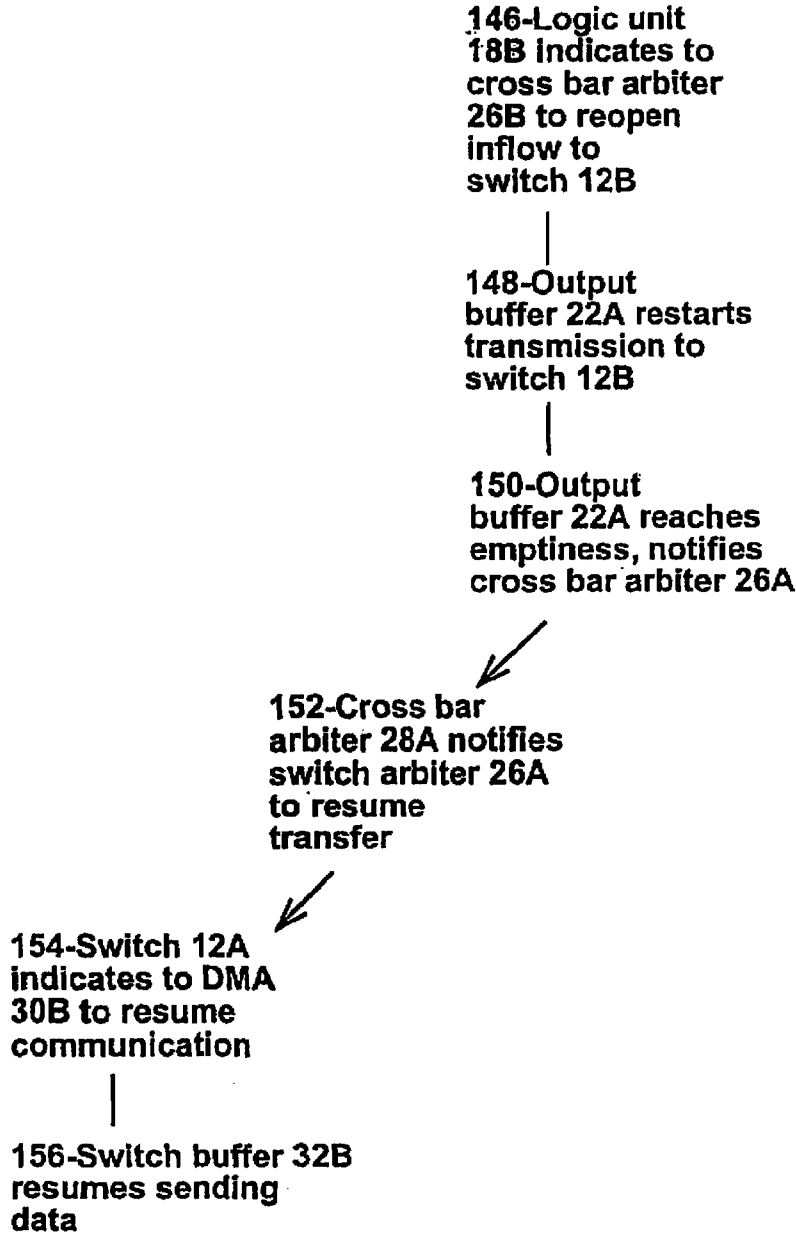 146-Logic unit
18B indicates to
cross bar arbiter
26B to reopen
inflow to
switch 12B
148-Output
buffer 22A restarts
transmission to
switch 12B
150-Output
buffer 22A reaches
emptiness, notifies
cross bar arbiter 26A
152-Cross bar
arbiter 28A notifies
switch arbiter 26A
to resume
transfer
154-Switch 12A
indicates to DMA
30B to resume
communication
156-Switch buffer 32B
resumes sending
data